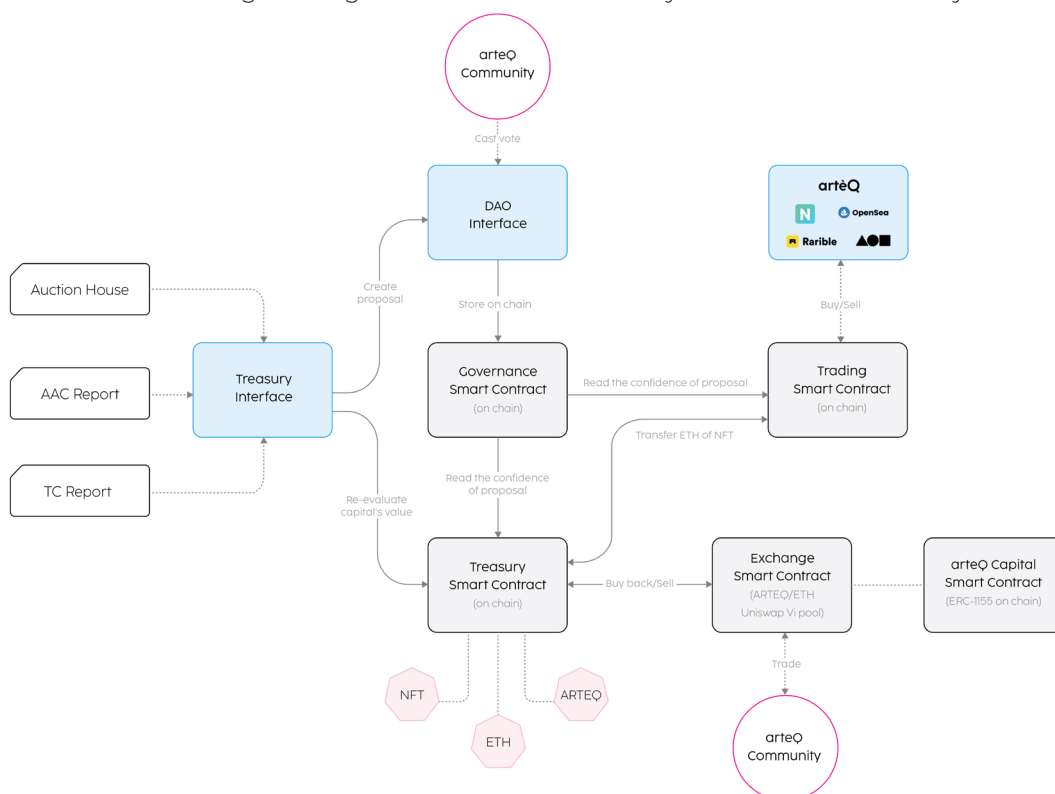 arteQ
Community
Cast vote
DAO
Interface
artèQ
N
OpenSea
Rarible
Auction House
Create
proposal
Store on chain
Buy/Sell
Treasury
Interface
Governance
Smart Contract
(on chain)
Read the confidence of proposal
Trading
Smart Contract
(on chain)
AAC Report
Transfer ETH of NFT
TC Report
Re-evaluate
capital's value
Read the confidence
of proposal
Treasury
Smart Contract
(on chain)
Buy back/Sell
Exchange
Smart Contract
(ARTEQ/ETH
Uniswap Vi pool)
arteQ Capital
Smart Contract
(ERC-1155 on chain)
NFT
ETH
ARTEQ
Trade
arteQ
Community